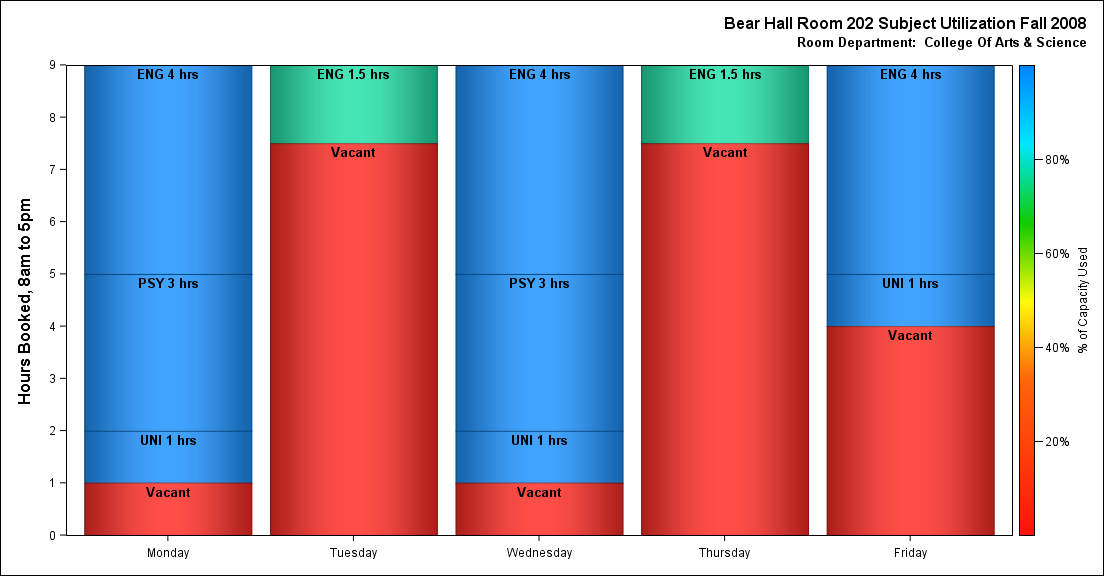 Bear Hall Room 202 Subject Utilization Fall 2008
Room Department:  College Of Arts & Science
Hours Booked, 8am to 5pm
9
8
7
6
5
4
3
2
1
0
ENG 4 hrs
PSY 3 hrs
UNI 1 hrs
Vacant
ENG 1.5 hrs
Vacant
ENG 4 hrs
PSY 3 hrs
UNI 1 hrs
Vacant
ENG 1.5 hrs
Vacant
ENG 4 hrs
UNI 1 hrs
Vacant
Monday
Tuesday
Wednesday
Thursday
Friday
80%
60%
40%
20%
% of Capacity Used